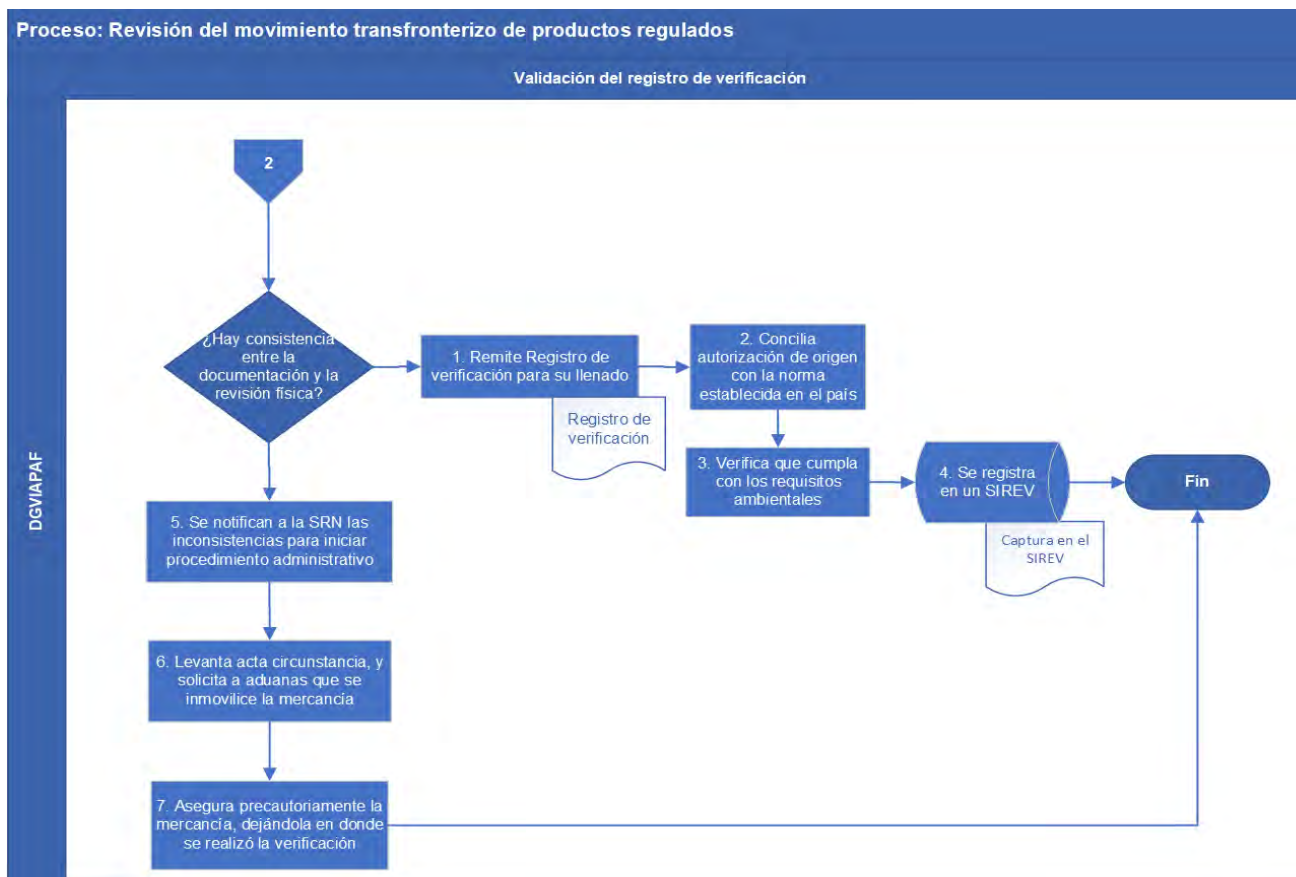 Proceso: Revisión del movimiento transfronterizo de productos regulados
Validación del registro de verificación
DGVIAPAF
2
¿Hay consistencia
entre la
documentación y la
revisión física?
1. Remite Registro de
verificación para su llenado
Registro de
verificación
2. Concilia
autorización de origen
con la norma
establecida en el país
3. Verifica que cumpla
con los requisitos
ambientales
4. Se registra
en un SIREV
Captura en el
SIREV
Fin
5. Se notifican a la SRN las
inconsistencias para iniciar
procedimiento administrativo
6. Levanta acta circunstancia, y
solicita a aduanas que se
inmovilice la mercancía
7. Asegura precautoriamente la
mercancía, dejándola en donde
se realizó la verificación